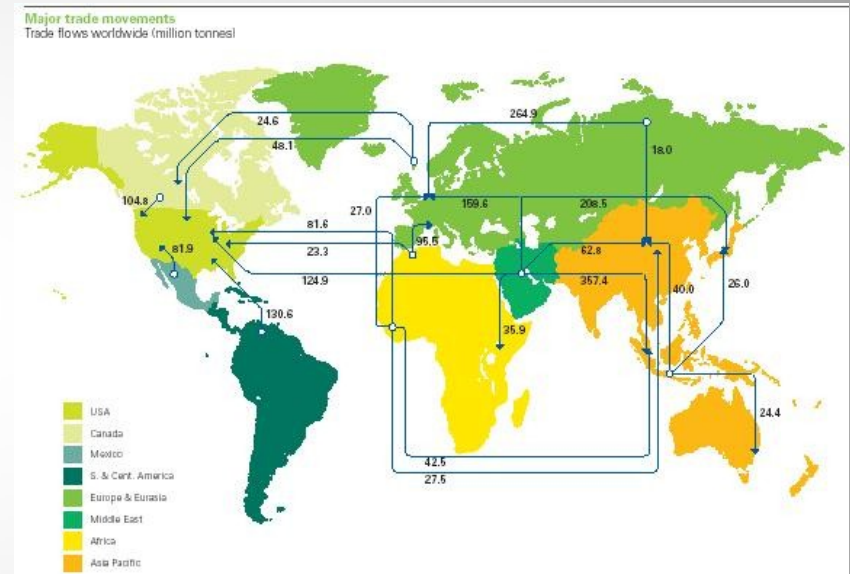 Major trade movements
Trade flows worldwide (million tonnes)
264.9
24.6
18.0
48.1
104.8
159.6
208.5
27.0
81.6
95.5
81.9
23.3
62.8
124.9
357.4
40.0
26.0
130.6
35.9
24.4
42.5
27.5
USA
Canada
Mexico
S. & Cent. America
Europe & Eurasia
Middle East
Africa
Asia Pacific